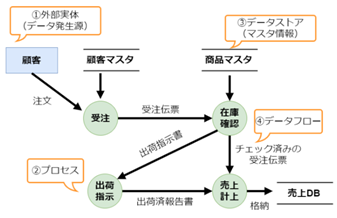 ①外部実体
(データ発生源)
③データストア
(マスタ情報)
顧客
顧客マスタ
商品マスタ
注文
受注
受注伝票
在庫
確認
④データフロー
出荷指示書
チェック済みの
受注伝票
②プロセス
出荷
指示
出荷済報告書
売上
計上
格納
売上DB